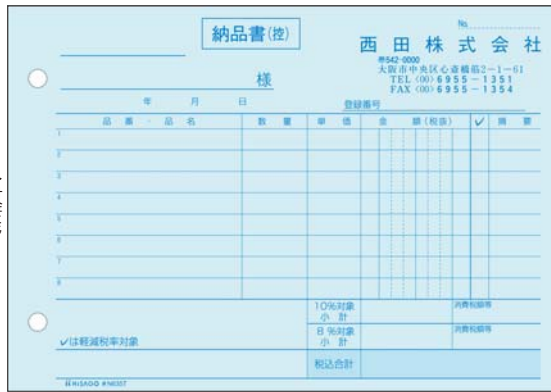 納品書(控)
No.
西田株式会社
〒542-0000
大阪市中央区心斎橋筋2-1-61
TEL (00) 6955-1351
FAX (00) 6955-1354
様
年 月 日
登録番号
品番・品名 数量 単価 金額(税抜) ✓ 摘要
1
2
3
4
5
6
7
8
10%対象 小計 消費税額等
8%対象 小計 消費税額等
✓は軽減税率対象
税込合計
HISAGO